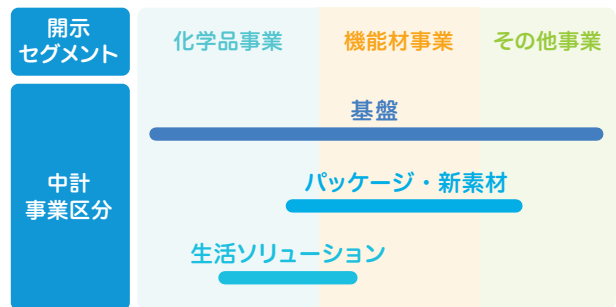 開示
セグメント
化学品事業
機能材事業
その他事業
中計
事業区分
基盤
パッケージ・新素材
生活ソリューション